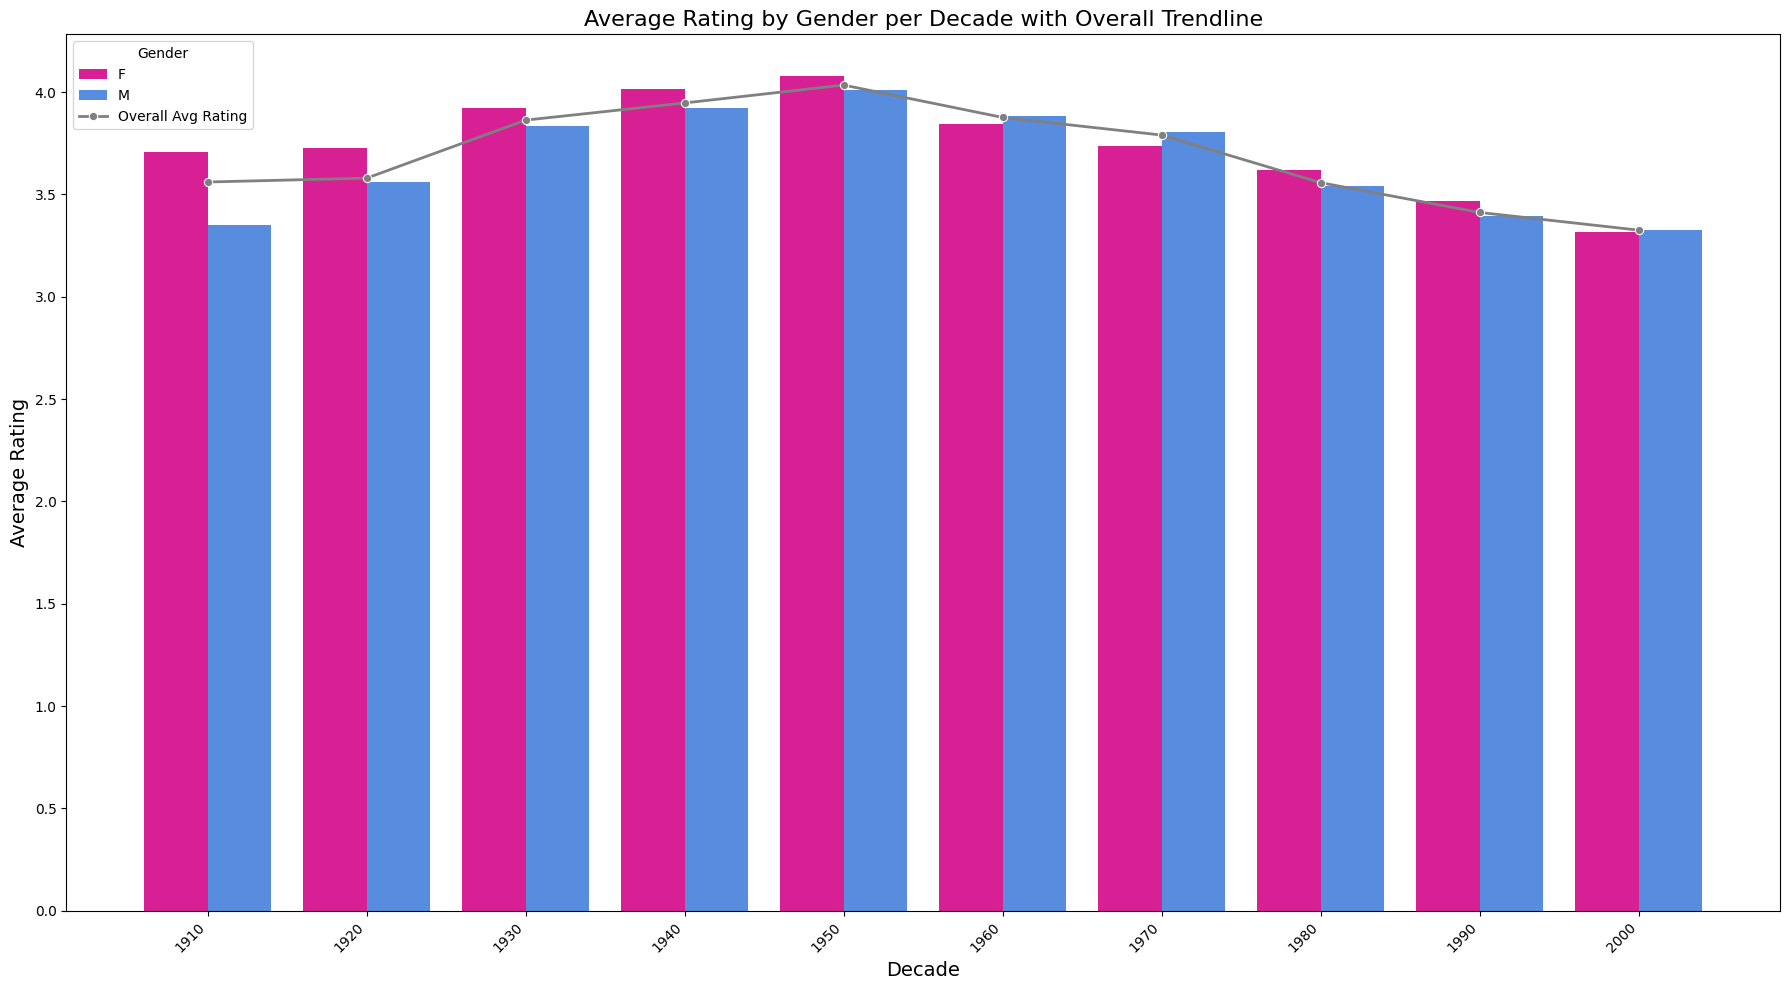 Average Rating by Gender per Decade with Overall Trendline
Gender
F
M
Overall Avg Rating
Average Rating
4.0
3.5
3.0
2.5
2.0
1.5
1.0
0.5
0.0
1910
1920
1930
1940
1950
1960
1970
1980
1990
2000
Decade